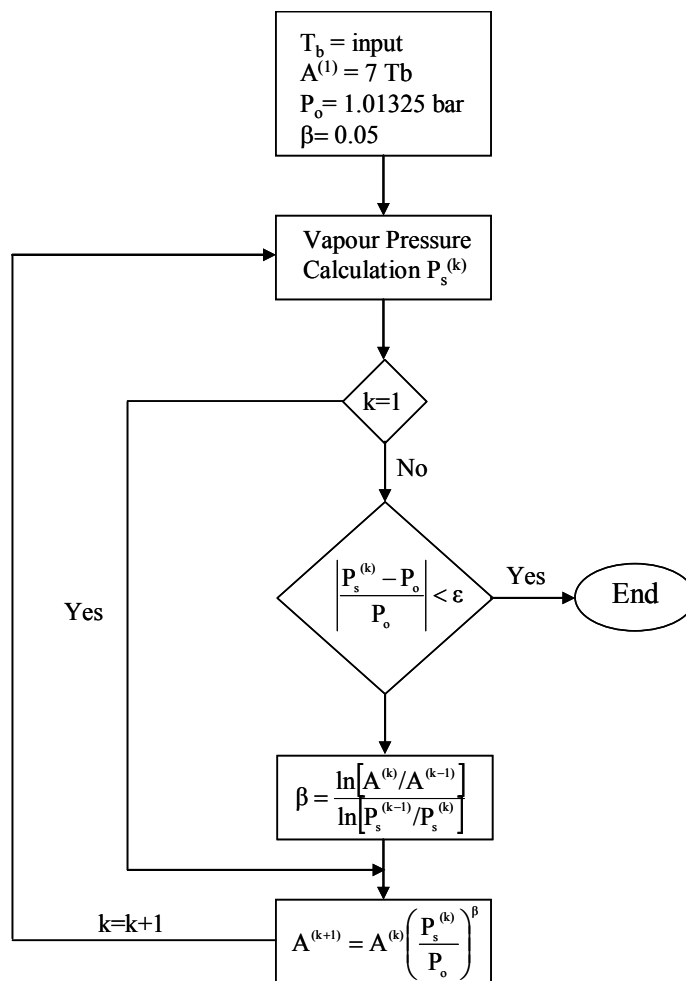 T_b = input
A^(1) = 7 Tb
P_o= 1.01325 bar
β= 0.05
Vapour Pressure
Calculation P_s^(k)
k=1
No
|(P_s^(k) − P_o)/P_o| < ε
Yes
End
Yes
β = ln[A^(k)/A^(k−1)]/ln[P_s^(k−1)/P_s^(k)]
k=k+1
A^(k+1) = A^(k)(P_s^(k)/P_o)^β